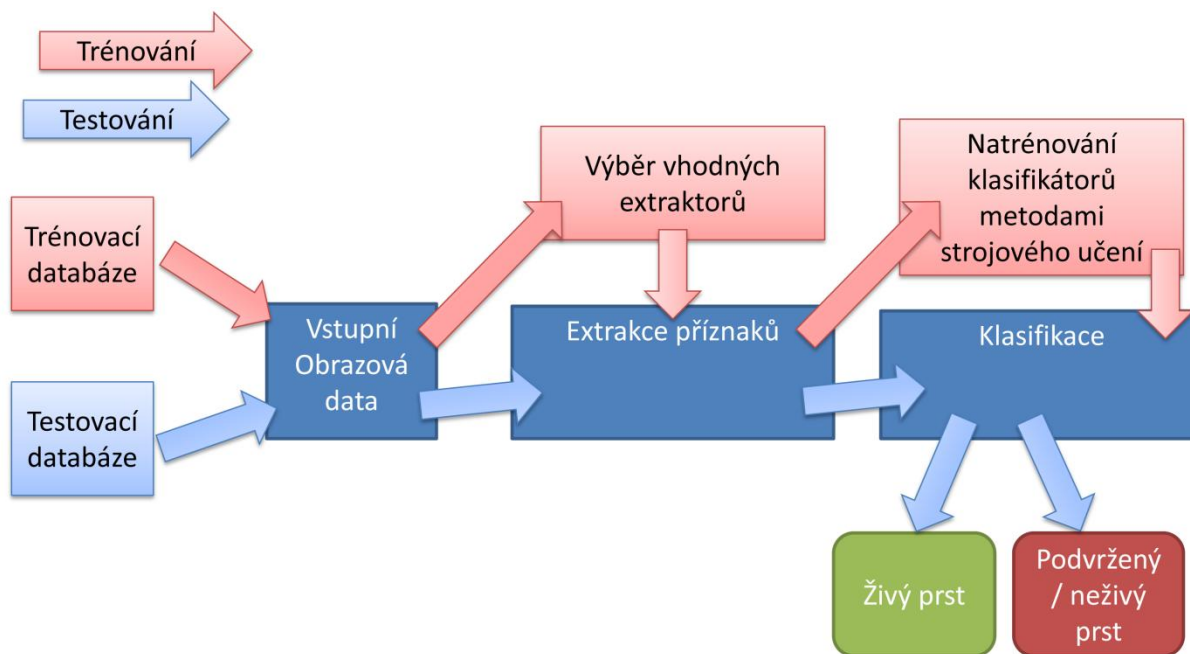 Trénování
Testování
Výběr vhodných
extraktorů
Natrénování
klasifikátorů
metodami
strojového učení
Trénovací
databáze
Vstupní
Obrazová
data
Extrakce příznaků
Klasifikace
Testovací
databáze
Živý prst
Podvržený
/ neživý
prst